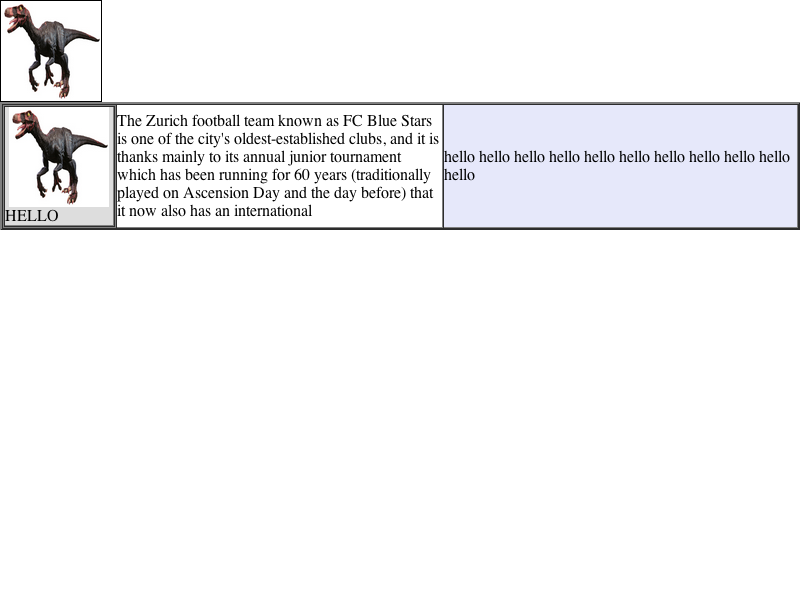 HELLO
The Zurich football team known as FC Blue Stars
is one of the city's oldest-established clubs, and it is
thanks mainly to its annual junior tournament
which has been running for 60 years (traditionally
played on Ascension Day and the day before) that
it now also has an international
hello hello hello hello hello hello hello hello hello hello
hello